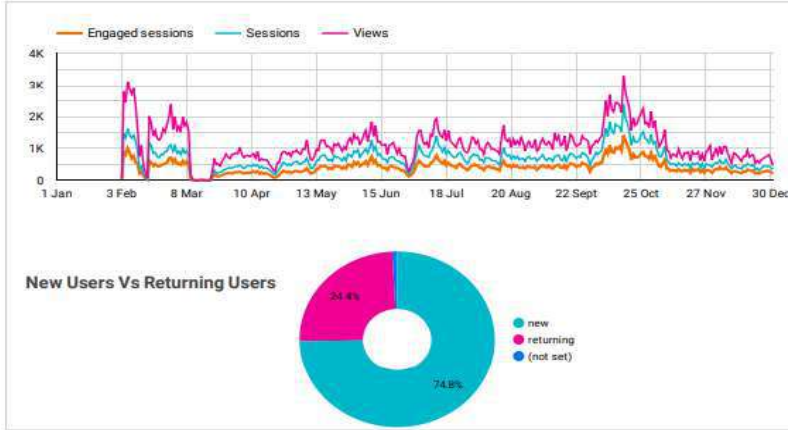 Engaged sessions Sessions Views
4K
3K
2K
1K
0
1 Jan 3 Feb 8 Mar 10 Apr 13 May 15 Jun 18 Jul 20 Aug 22 Sept 25 Oct 27 Nov 30 Dec
New Users Vs Returning Users
24.4%
74.8%
new
returning
(not set)